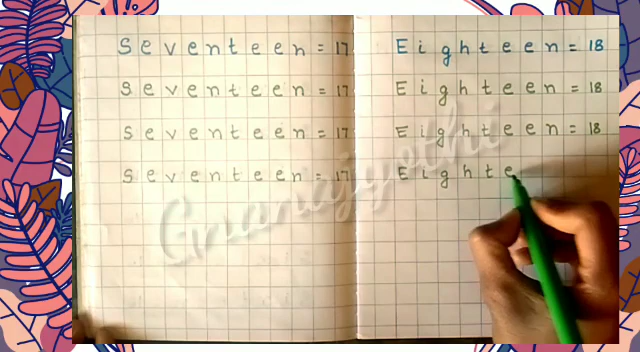 Seventeen = 17
Seventeen = 17
Seventeen = 17
Seventeen = 17
Eighteen = 18
Eighteen = 18
Eighteen = 18
Eighte
Gnanajyothi